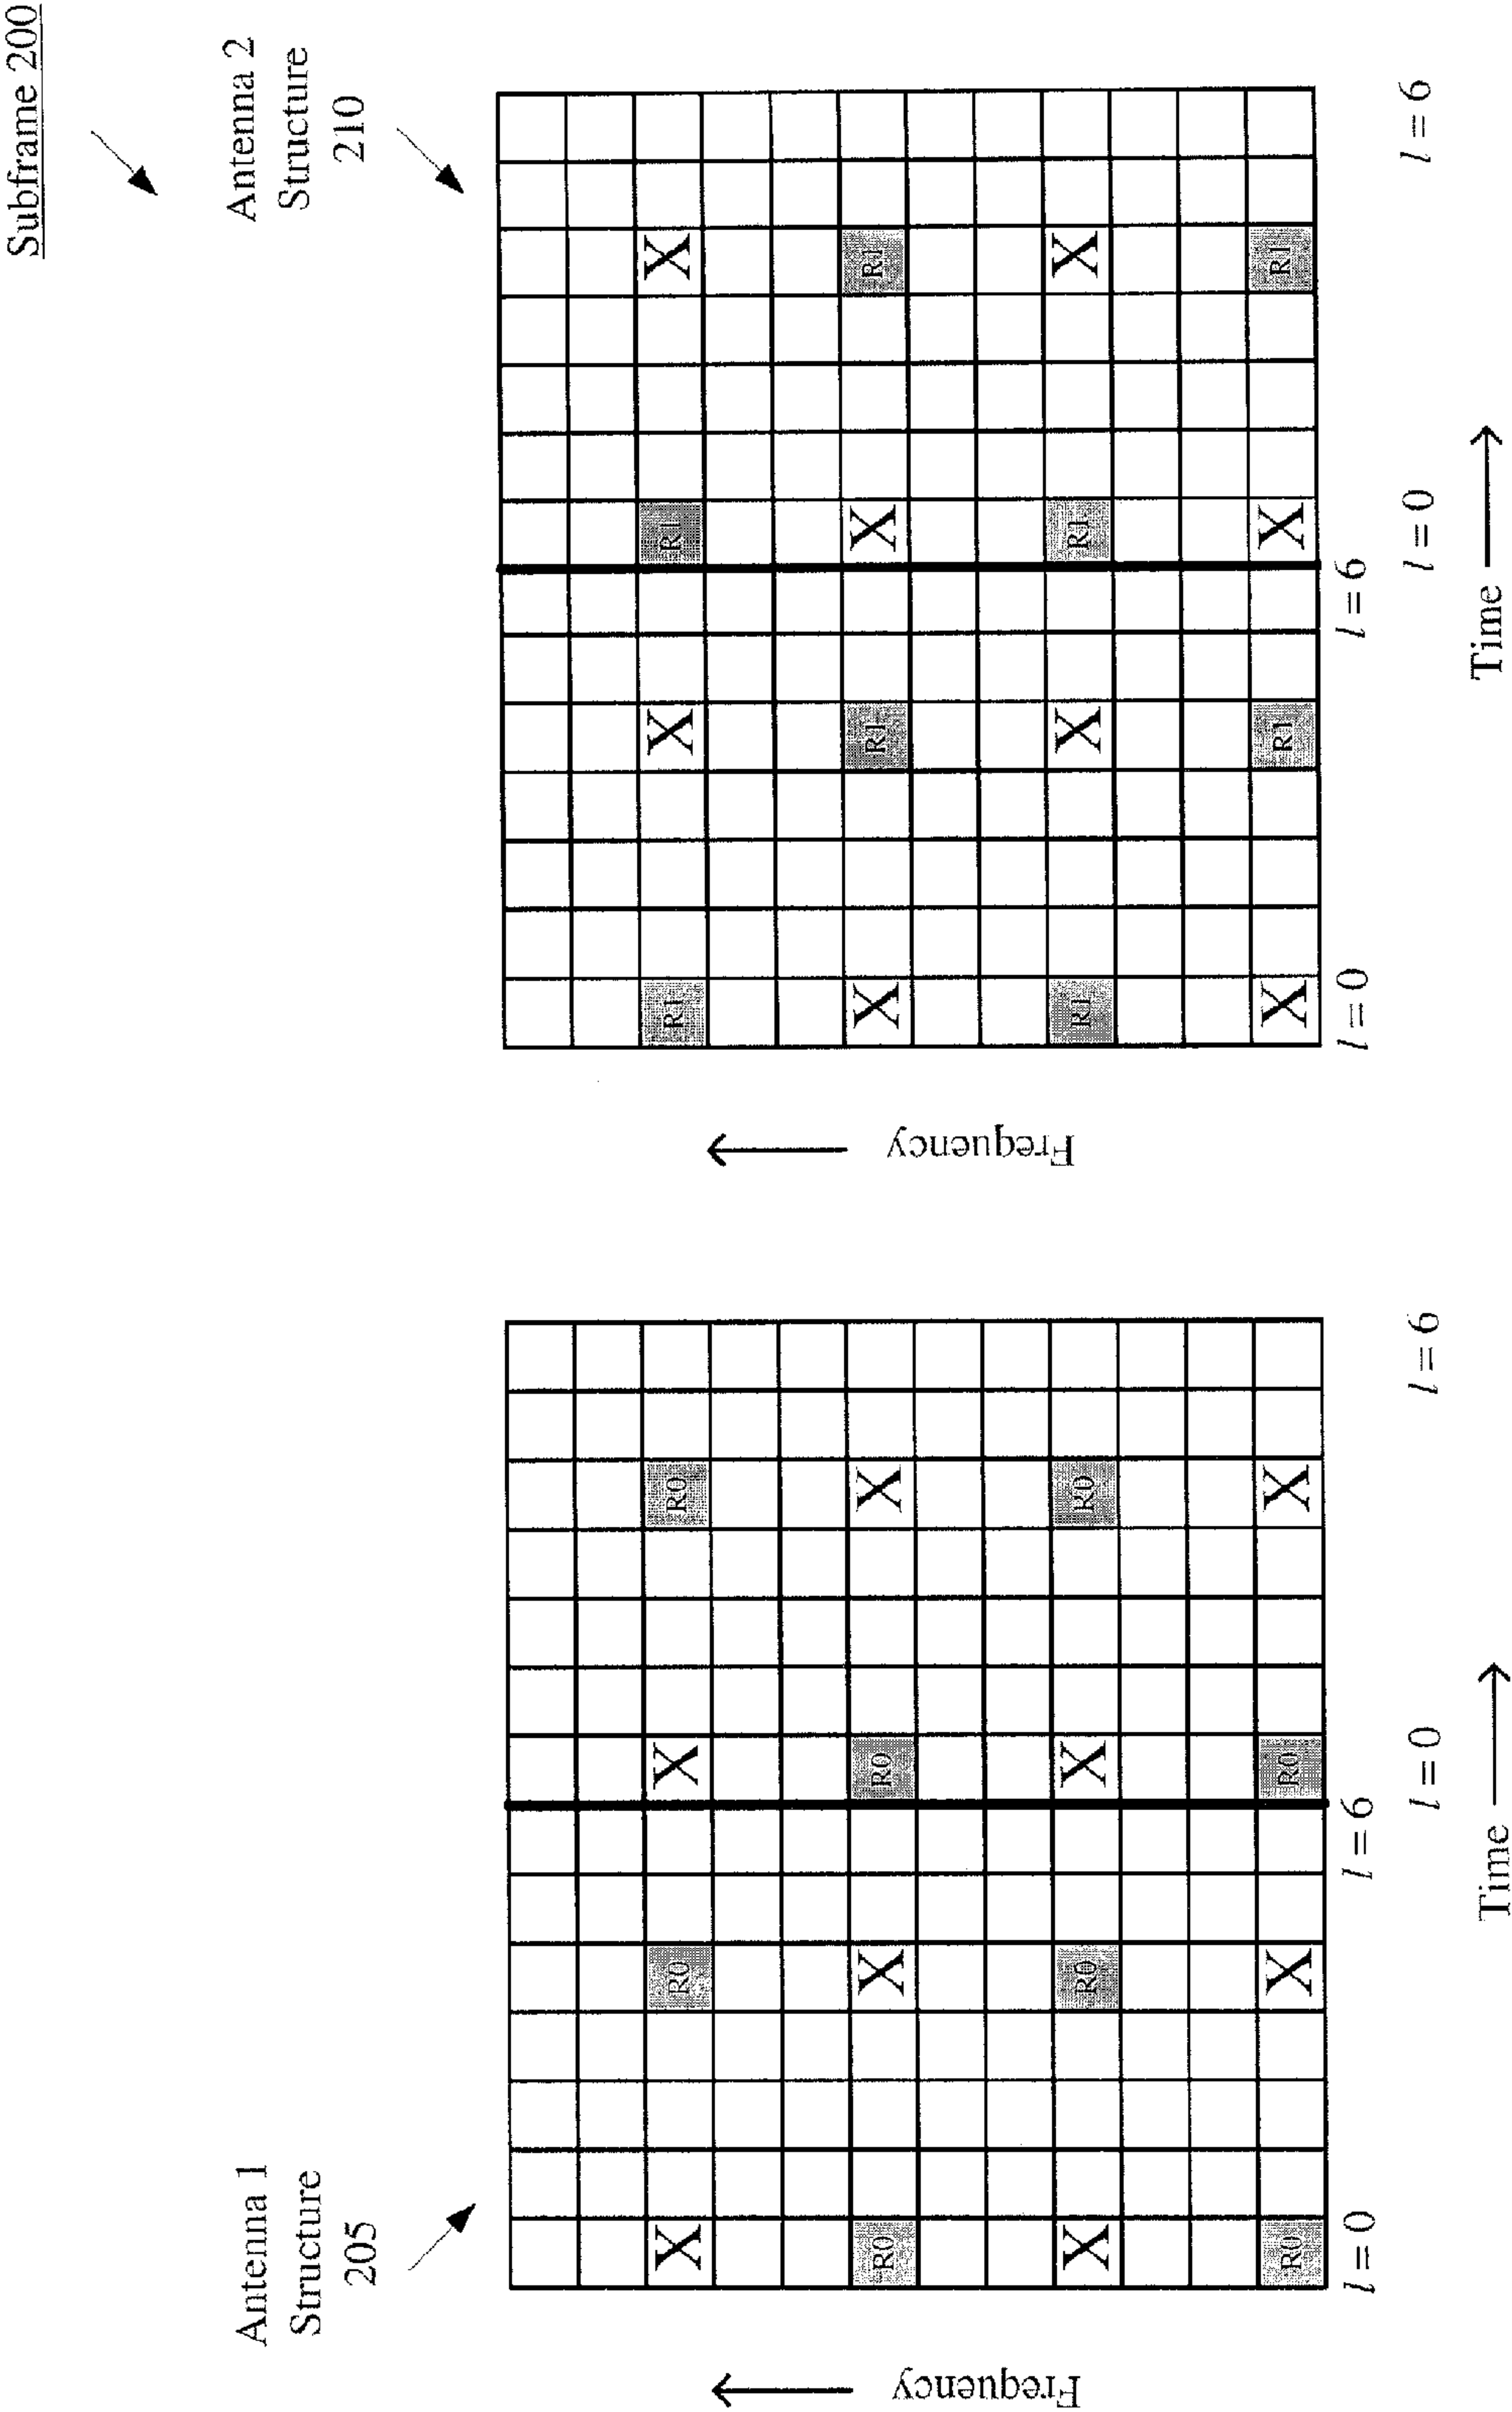 Subframe 200
Antenna 1
Structure
205
Frequency
X R0 X R0
R0 X R0 X
X R0 X R0
R0 X R0 X
l = 0 l = 6
l = 0 l = 6
Time
Antenna 2
Structure
210
Frequency
R1 X R1 X
X R1 X R1
R1 X R1 X
X R1 X R1
l = 0 l = 6
l = 0 l = 6
Time